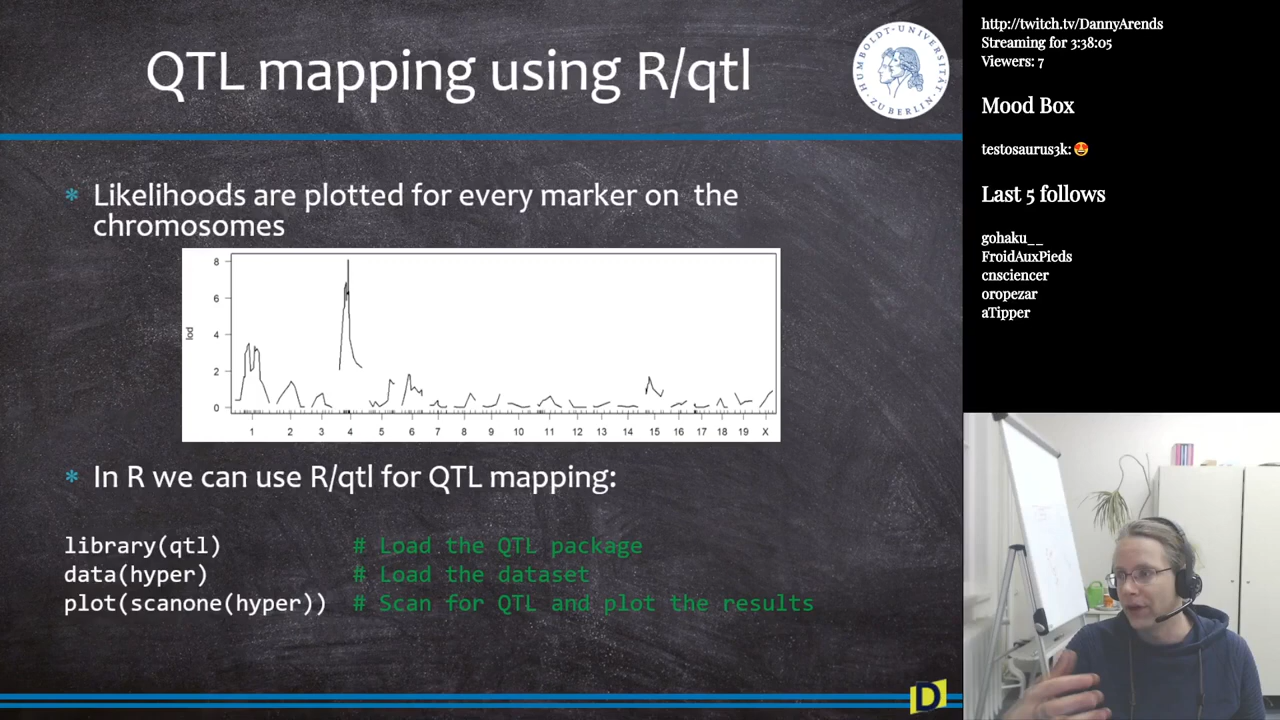 QTL mapping using R/qtl
HUMBOLDT-UNIVERSITÄT
ZU BERLIN
* Likelihoods are plotted for every marker on the
chromosomes
8
6
4
2
0
lod
1 2 3 4 5 6 7 8 9 10 11 12 13 14 15 16 17 18 19 X
* In R we can use R/qtl for QTL mapping:
library(qtl) # Load the QTL package
data(hyper) # Load the dataset
plot(scanone(hyper)) # Scan for QTL and plot the results
D
http://twitch.tv/DannyArends
Streaming for 3:38:05
Viewers: 7
Mood Box
testosaurus3k: 🤩
Last 5 follows
gohaku__
FroidAuxPieds
cnsciencer
oropezar
aTipper